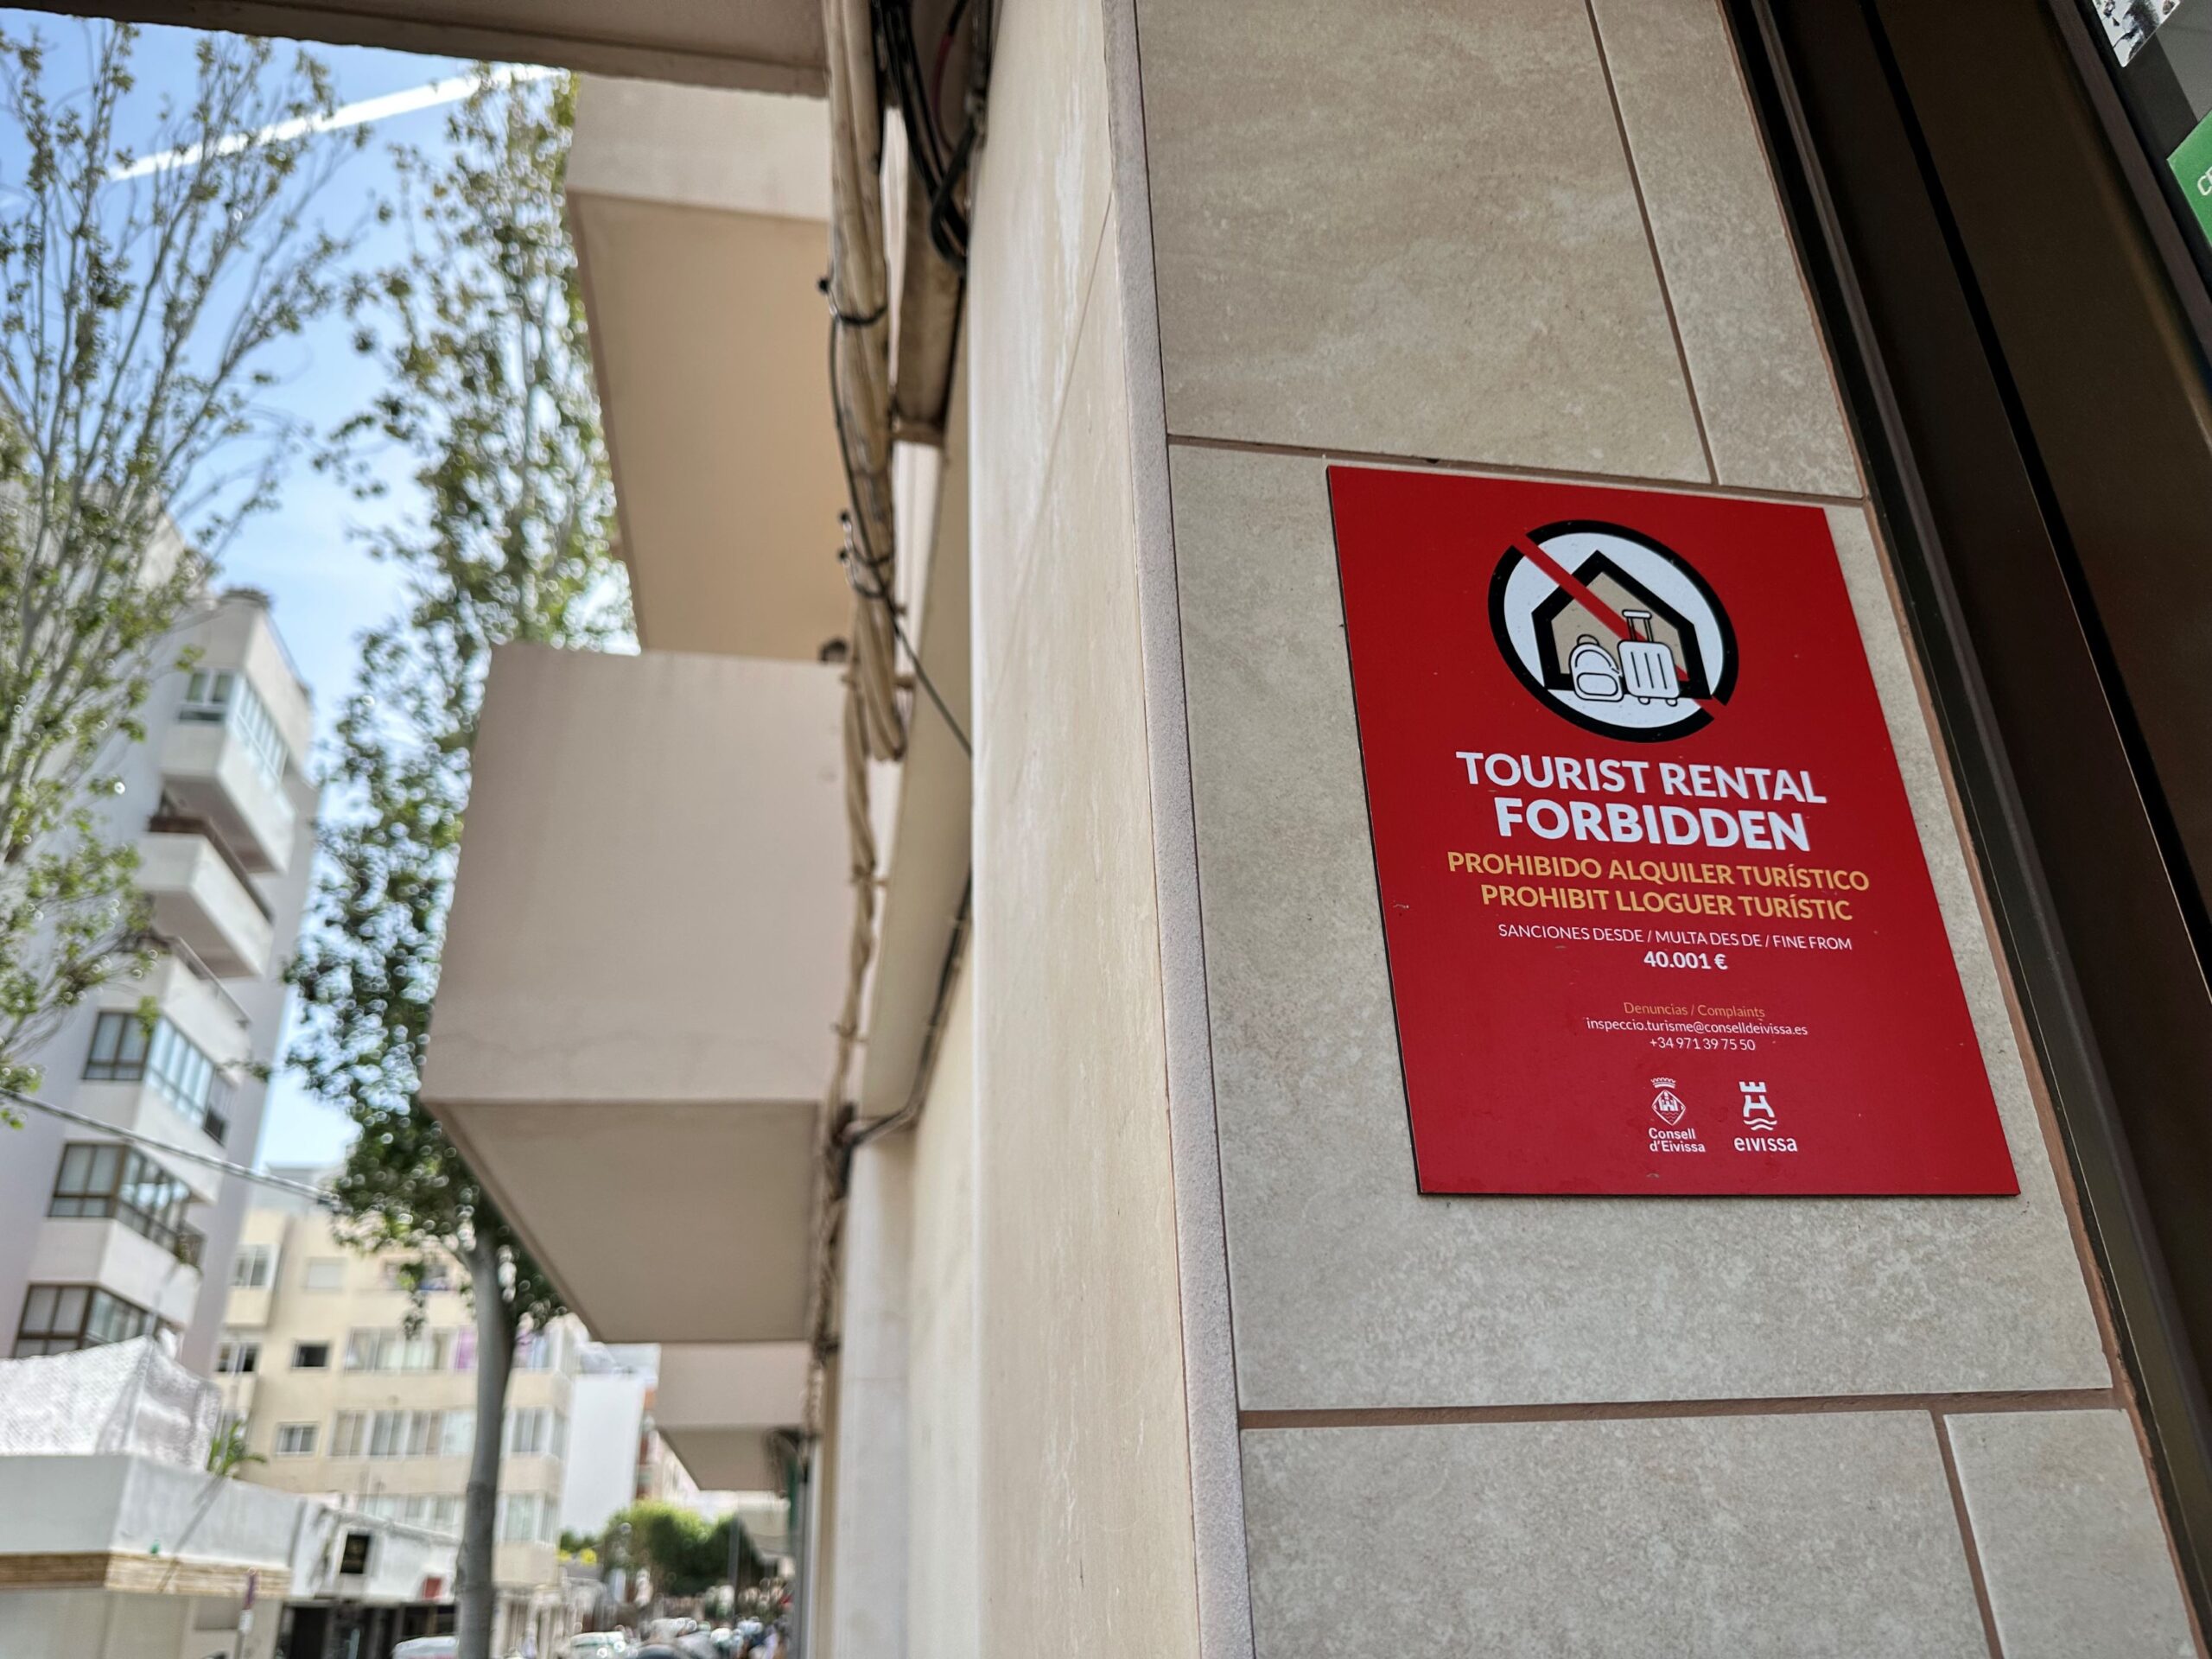 TOURIST RENTAL
FORBIDDEN
PROHIBIDO ALQUILER TURÍSTICO
PROHIBIT LLOGUER TURÍSTIC
SANCIONES DESDE / MULTA DES DE / FINE FROM
40.001 €
Denuncias / Complaints
inspeccio.turisme@conselldeivissa.es
+34 971 39 75 50
Consell
d'Eivissa
eivissa